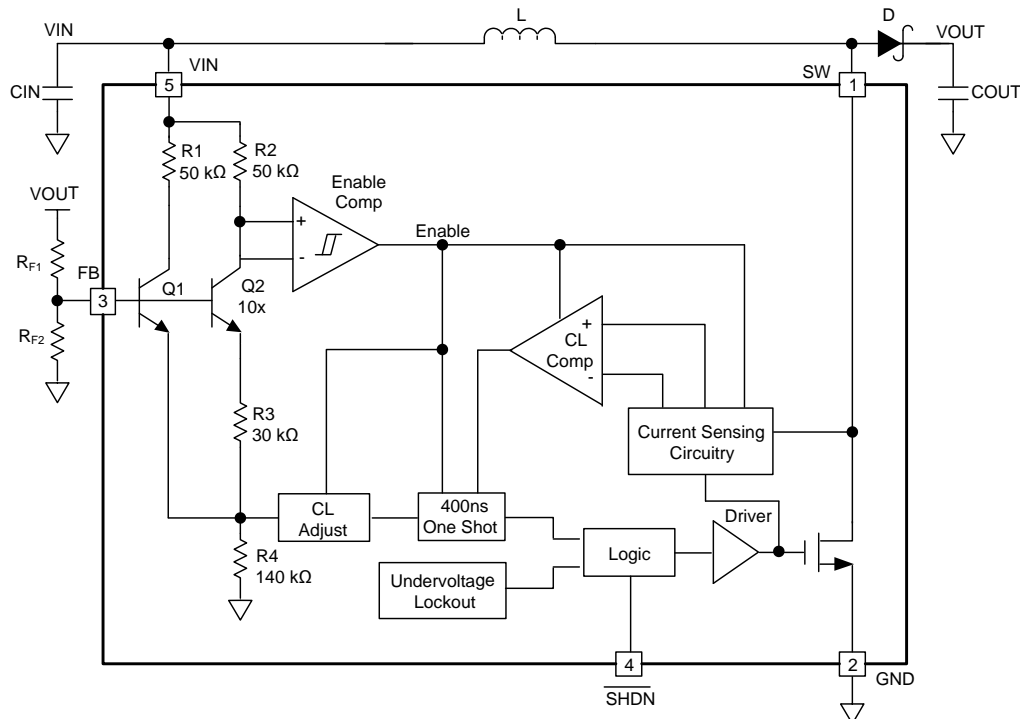 L
D
VIN
VOUT
VIN
SW
5
1
CIN
COUT
R1
50 kΩ
R2
50 kΩ
Enable
Comp
VOUT
+
-
Enable
RF1
FB
3
Q1
Q2
10x
RF2
+
CL
Comp
-
R3
30 kΩ
Current Sensing
Circuitry
CL
Adjust
400ns
One Shot
Driver
R4
140 kΩ
Logic
Undervoltage
Lockout
4
2
SHDN
GND